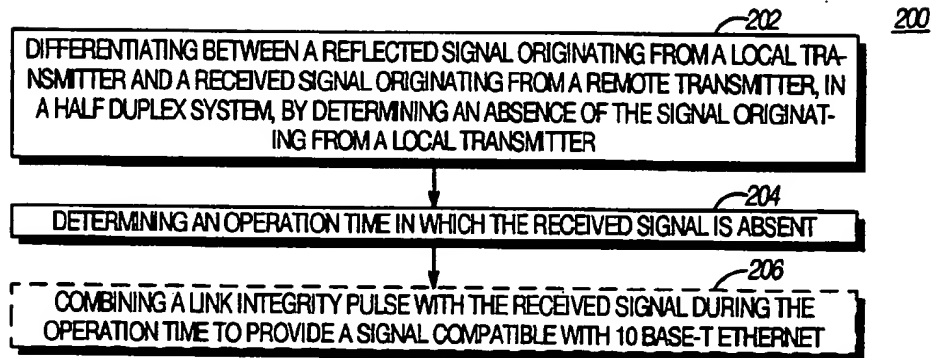 202
200
DIFFERENTIATING BETWEEN A REFLECTED SIGNAL ORIGINATING FROM A LOCAL TRA-
NSMITTER AND A RECEIVED SIGNAL ORIGINATING FROM A REMOTE TRANSMITTER, IN
A HALF DUPLEX SYSTEM, BY DETERMINING AN ABSENCE OF THE SIGNAL ORIGINAT-
ING FROM A LOCAL TRANSMITTER
204
DETERMINING AN OPERATION TIME IN WHICH THE RECEIVED SIGNAL IS ABSENT
206
COMBINING A LINK INTEGRITY PULSE WITH THE RECEIVED SIGNAL DURING THE
OPERATION TIME TO PROVIDE A SIGNAL COMPATIBLE WITH 10 BASE-T ETHERNET